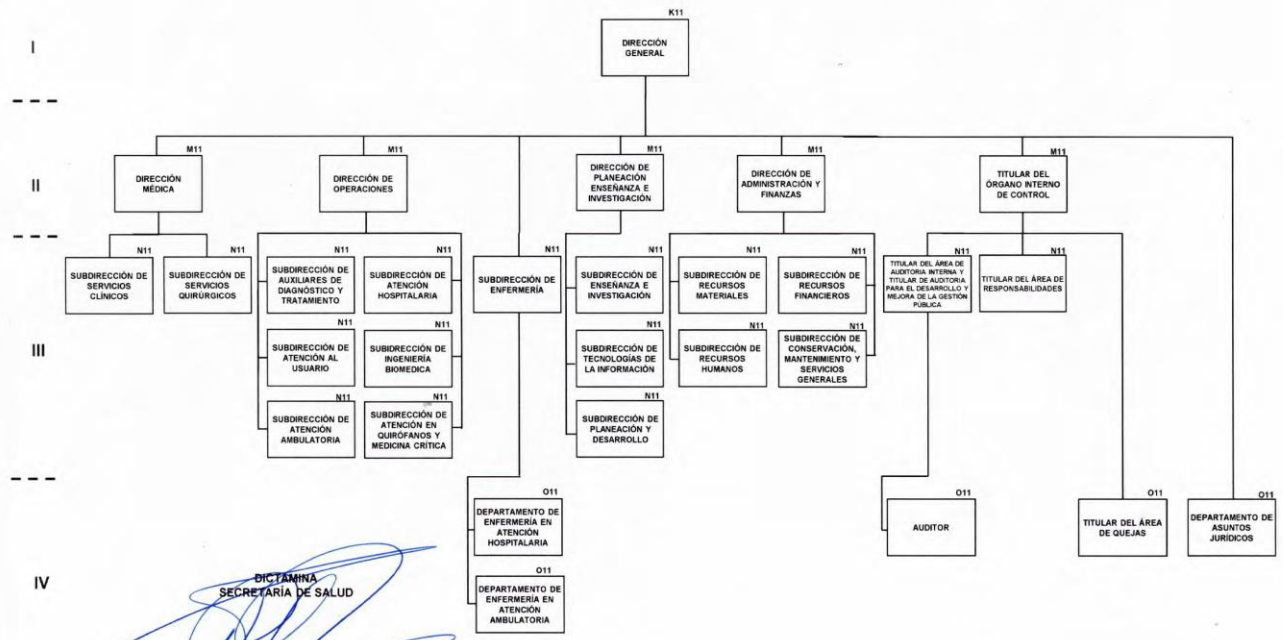 K11
I
DIRECCIÓN
GENERAL
M11
M11
M11
M11
M11
II
DIRECCIÓN
MÉDICA
DIRECCIÓN DE
OPERACIONES
DIRECCIÓN DE
PLANEACIÓN
ENSEÑANZA E
INVESTIGACIÓN
DIRECCIÓN DE
ADMINISTRACIÓN Y
FINANZAS
TITULAR DEL
ÓRGANO INTERNO
DE CONTROL
III
N11
SUBDIRECCIÓN DE
SERVICIOS
CLÍNICOS
N11
SUBDIRECCIÓN DE
SERVICIOS
QUIRÚRGICOS
N11
SUBDIRECCIÓN DE
AUXILIARES DE
DIAGNÓSTICO Y
TRATAMIENTO
N11
SUBDIRECCIÓN DE
ATENCIÓN
HOSPITALARIA
N11
SUBDIRECCIÓN
DE ENFERMERÍA
N11
SUBDIRECCIÓN DE
ENSEÑANZA E
INVESTIGACIÓN
N11
SUBDIRECCIÓN DE
RECURSOS
MATERIALES
N11
SUBDIRECCIÓN DE
RECURSOS
FINANCIEROS
N11
TITULAR DEL ÁREA DE
AUDITORIA INTERNA Y
TITULAR DE AUDITORIA
PARA EL DESARROLLO Y
MEJORA DE LA GESTIÓN
PÚBLICA
N11
TITULAR DEL ÁREA DE
RESPONSABILIDADES
N11
SUBDIRECCIÓN DE
ATENCIÓN AL
USUARIO
N11
SUBIDIRECCIÓN
DE INGENIERÍA
BIOMEDICA
N11
SUBDIRECCIÓN DE
TECNOLOGÍAS DE
LA INFORMACIÓN
N11
SUBDIRECCIÓN DE
RECURSOS
HUMANOS
N11
SUBDIRECCIÓN DE
CONSERVACIÓN,
MANTENIMIENTO Y
SERVICIOS
GENERALES
N11
SUBDIRECCIÓN DE
ATENCIÓN
AMBULATORIA
N11
SUBDIRECCIÓN DE
ATENCIÓN EN
QUIRÓFANOS Y
MEDICINA CRÍTICA
N11
SUBDIRECCIÓN DE
PLANEACIÓN Y
DESARROLLO
IV
O11
DEPARTAMENTO DE
ENFERMERÍA EN
ATENCIÓN
HOSPITALARIA
O11
AUDITOR
O11
TITULAR DEL ÁREA
DE QUEJAS
O11
DEPARTAMENTO DE
ASUNTOS
JURÍDICOS
O11
DEPARTAMENTO DE
ENFERMERÍA EN
ATENCIÓN
AMBULATORIA
DICTAMINA
SECRETARÍA DE SALUD